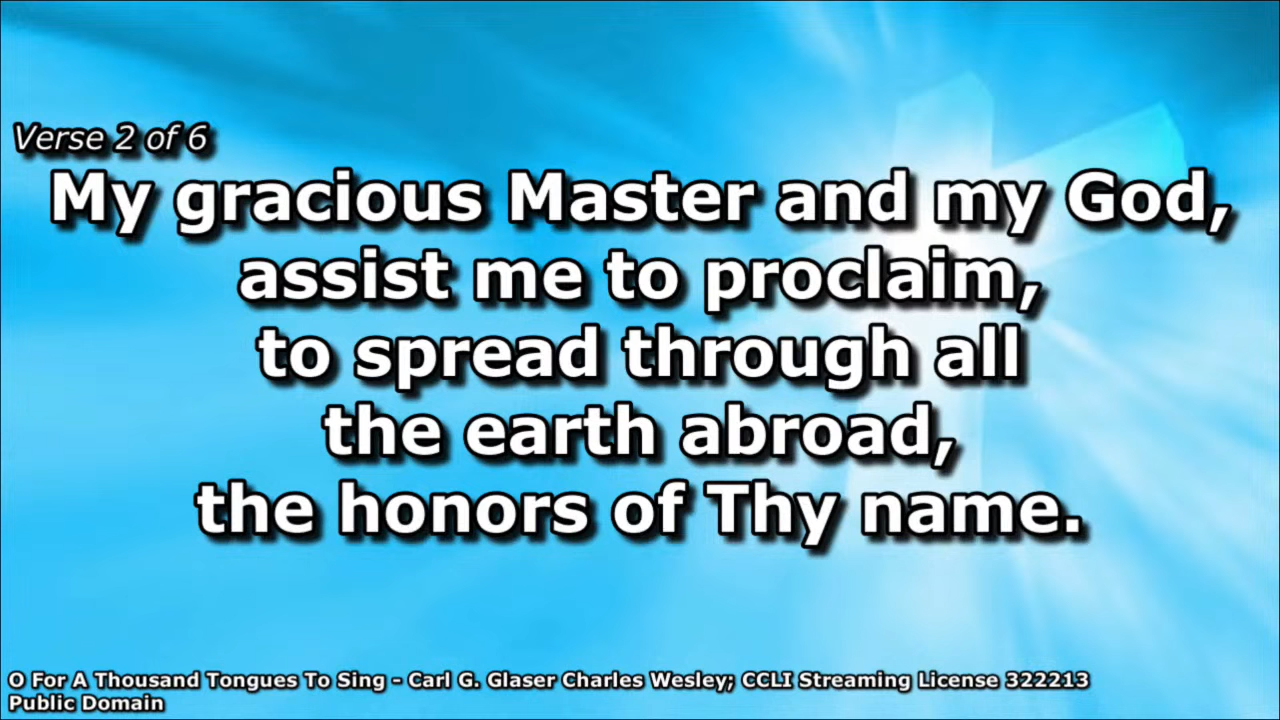 Verse 2 of 6
My gracious Master and my God,
assist me to proclaim,
to spread through all
the earth abroad,
the honors of Thy name.
O For A Thousand Tongues To Sing - Carl G. Glaser Charles Wesley; CCLI Streaming License 322213
Public Domain